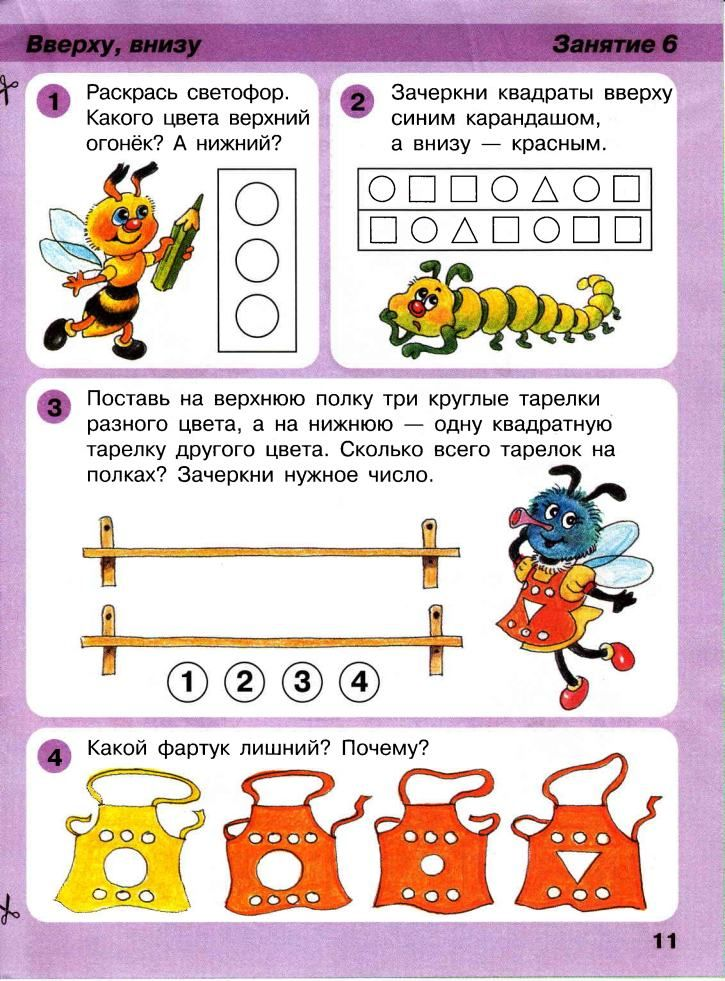 Вверху, внизу
Занятие 6
1
Раскрась светофор.
Какого цвета верхний
огонёк? А нижний?
2
Зачеркни квадраты вверху
синим карандашом,
а внизу — красным.
3
Поставь на верхнюю полку три круглые тарелки
разного цвета, а на нижнюю — одну квадратную
тарелку другого цвета. Сколько всего тарелок на
полках? Зачеркни нужное число.
1 2 3 4
4
Какой фартук лишний? Почему?
11